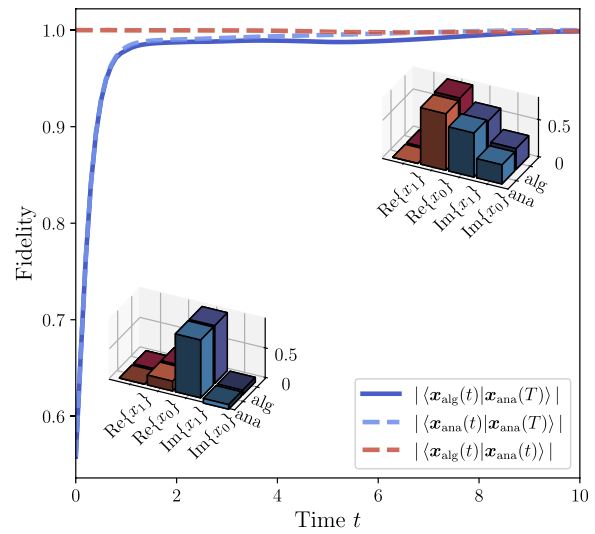 1.0
0.9
0.8
0.7
0.6
Fidelity
0
2
4
6
8
10
Time t
0.5
0
alg
ana
Re{x₁}
Re{x₀}
Im{x₁}
Im{x₀}
0.5
0
alg
ana
Re{x₁}
Re{x₀}
Im{x₁}
Im{x₀}
|⟨x_alg(t)|x_ana(T)⟩|
|⟨x_ana(t)|x_ana(T)⟩|
|⟨x_alg(t)|x_ana(t)⟩|